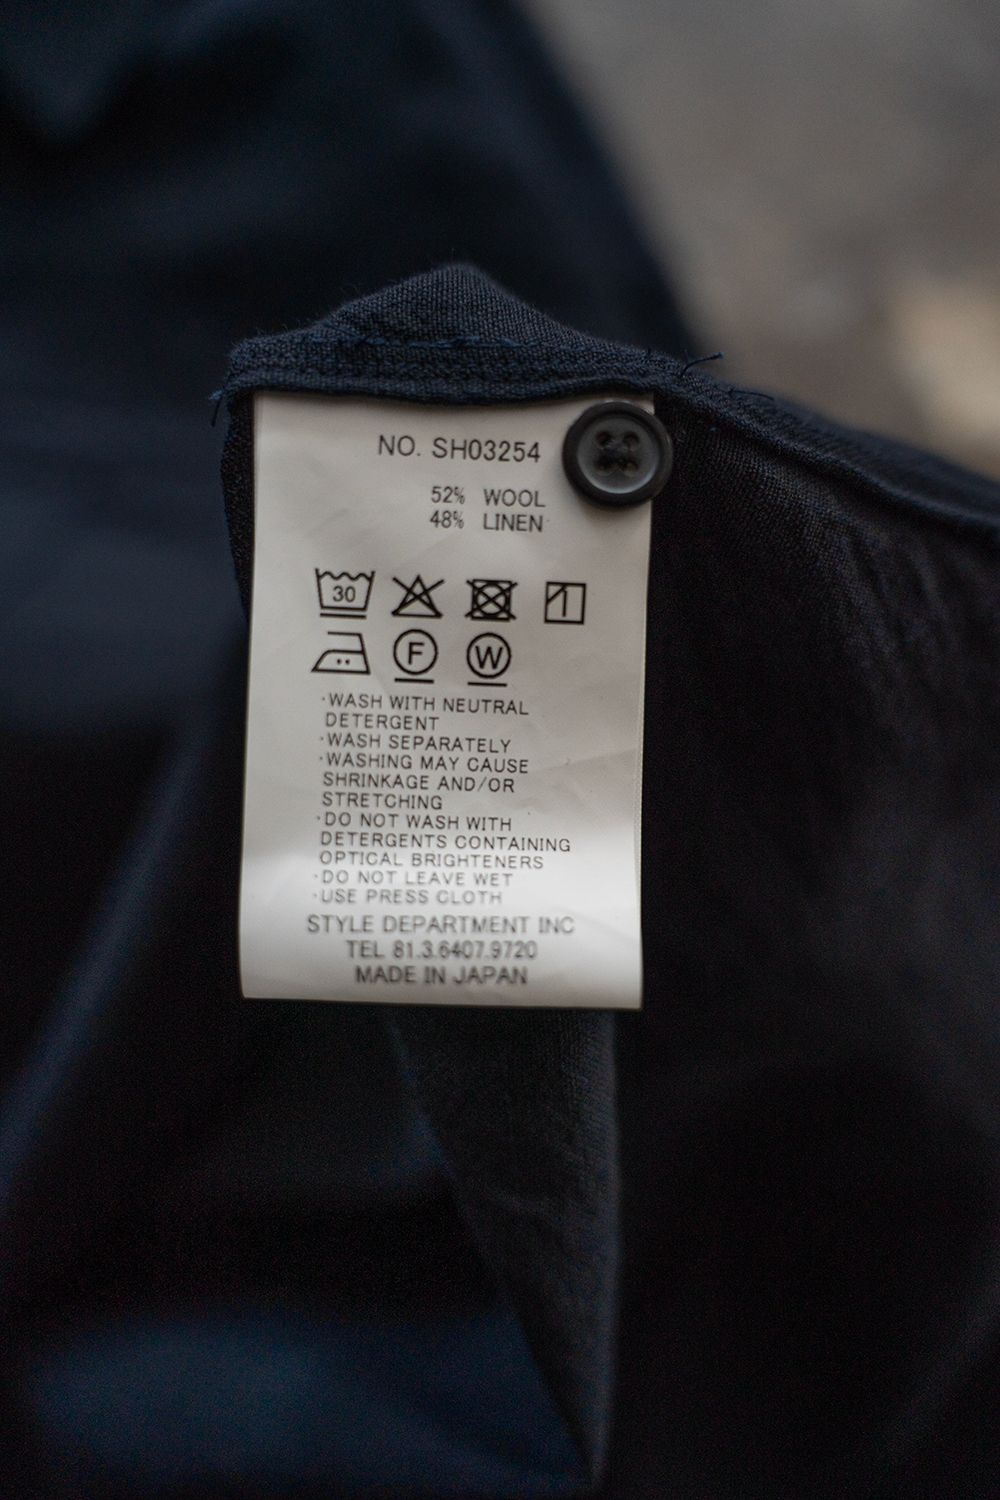 NO. SH03254
52% WOOL
48% LINEN
30
F W
·WASH WITH NEUTRAL
DETERGENT
·WASH SEPARATELY
·WASHING MAY CAUSE
SHRINKAGE AND/OR
STRETCHING
·DO NOT WASH WITH
DETERGENTS CONTAINING
OPTICAL BRIGHTENERS
·DO NOT LEAVE WET
·USE PRESS CLOTH
STYLE DEPARTMENT INC
TEL 81.3.6407.9720
MADE IN JAPAN